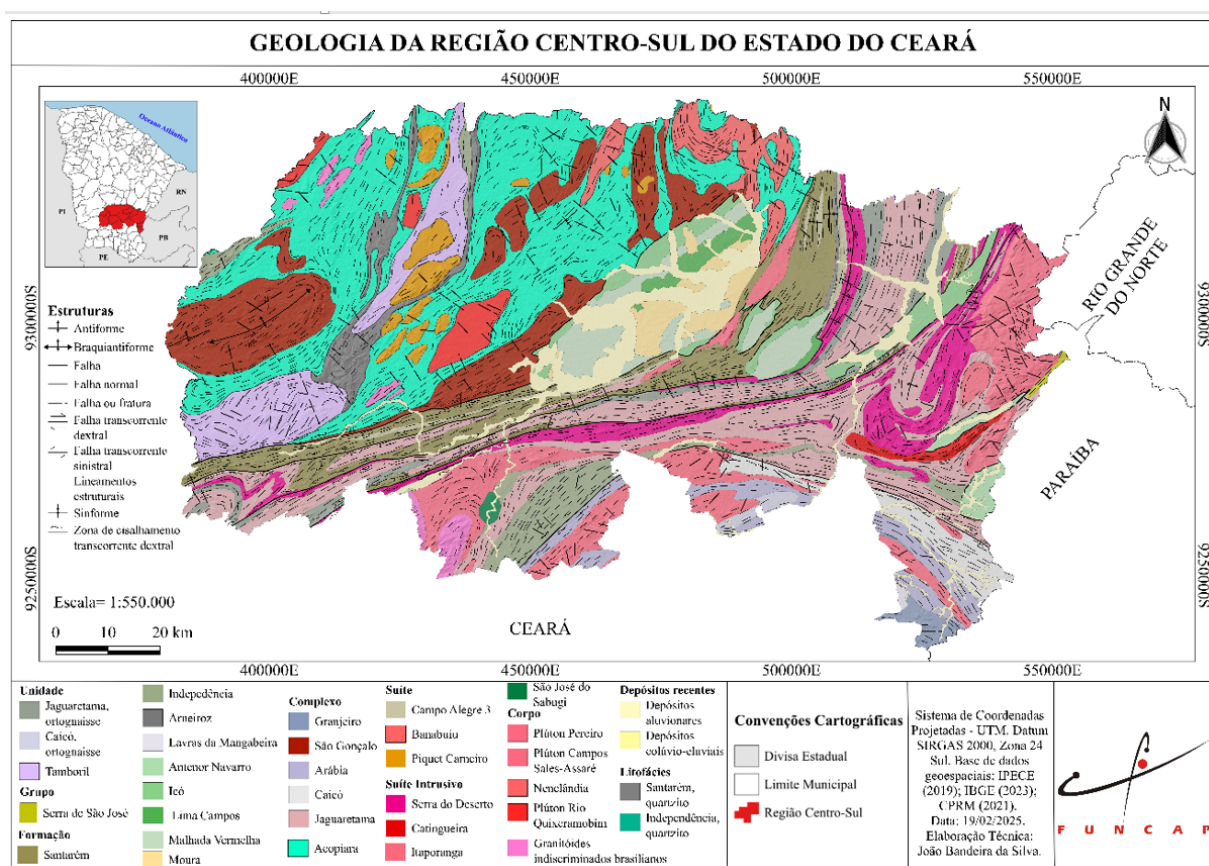 GEOLOGIA DA REGIÃO CENTRO-SUL DO ESTADO DO CEARÁ
400000E 450000E 500000E 550000E
Oceano Atlântico
N
RN
PI
PB
PE
RIO GRANDE
DO NORTE
9300000S
9300000S
Estruturas
Antiforme
Braquiantiforme
Falha
Falha normal
Falha ou fratura
Falha transcorrente
dextral
Falha transcorrente
sinistral
Lineamentos
estruturais
Sinforme
Zona de cisalhamento
transcorrente dextral
PARAÍBA
9250000S
9250000S
Escala= 1:550.000
0 10 20 km
CEARÁ
400000E 450000E 500000E 550000E
Unidade
Jaguaretama,
ortognaisse
Caicó,
ortognaisse
Tamboril
Grupo
Serra de São José
Formação
Santarém
Indepedência
Arneiroz
Lavras da Mangabeira
Antenor Navarro
Icó
Lima Campos
Malhada Vermelha
Moura
Complexo
Granjeiro
São Gonçalo
Arábia
Caicó
Jaguaretama
Acopiara
Suíte
Campo Alegre 3
Banabuiu
Piquet Carneiro
Suíte Intrusivo
Serra do Deserto
Catingueira
Itaporanga
São José do
Sabugi
Corpo
Plúton Pereiro
Plúton Campos
Sales-Assaré
Nenelândia
Plúton Rio
Quixeramobim
Granitóides
indiscriminados brasilianos
Depósitos recentes
Depósitos
aluvionares
Depósitos
colúvio-eluviais
Litofácies
Santarém,
quartzito
Independência,
quartzito
Convenções Cartográficas
Divisa Estadual
Limite Municipal
Região Centro-Sul
Sistema de Coordenadas
Projetadas - UTM. Datum
SIRGAS 2000, Zona 24
Sul. Base de dados
geoespaciais: IPECE
(2019); IBGE (2023);
CPRM (2021).
Data: 19/02/2025.
Elaboração Técnica:
João Bandeira da Silva.
FUNCAP